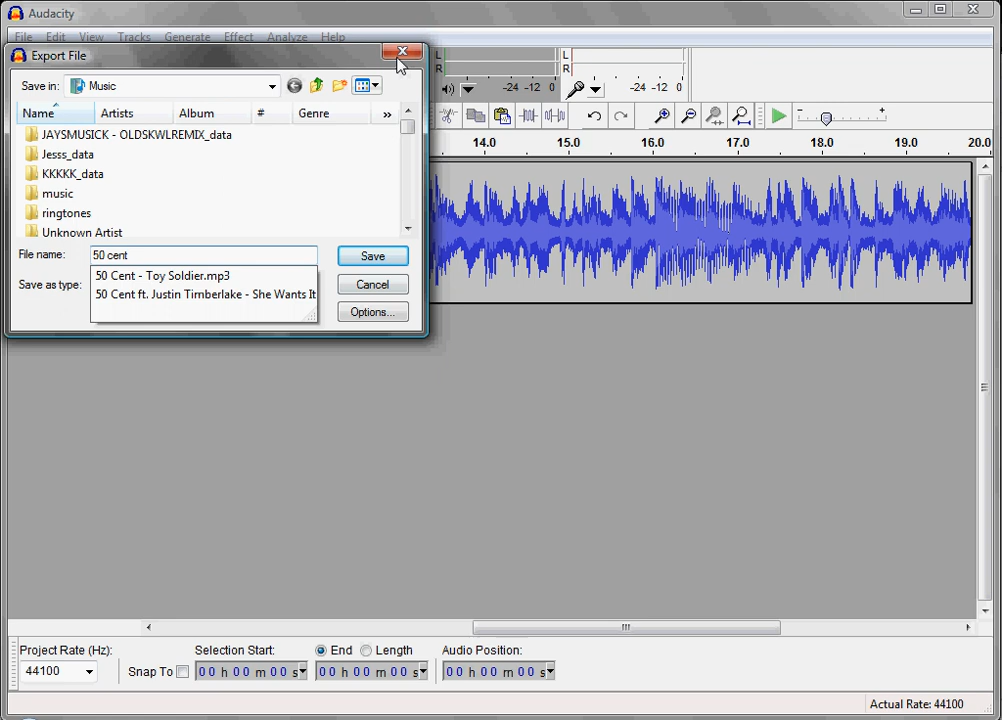 Audacity
File Edit View Tracks Generate Effect Analyze Help
Export File
Save in: Music
Name Artists Album # Genre »
JAYSMUSICK - OLDSKWLREMIX_data
Jesss_data
KKKKK_data
music
ringtones
Unknown Artist
File name: 50 cent
Save
50 Cent - Toy Soldier.mp3
Save as type:
Cancel
50 Cent ft. Justin Timberlake - She Wants It
Options...
L
R
-24 -12 0
L
R
-24 -12 0
- +
14.0 15.0 16.0 17.0 18.0 19.0 20.0
Project Rate (Hz):
44100
Snap To
Selection Start:
00 h 00 m 00 s
End Length
00 h 00 m 00 s
Audio Position:
00 h 00 m 00 s
Actual Rate: 44100